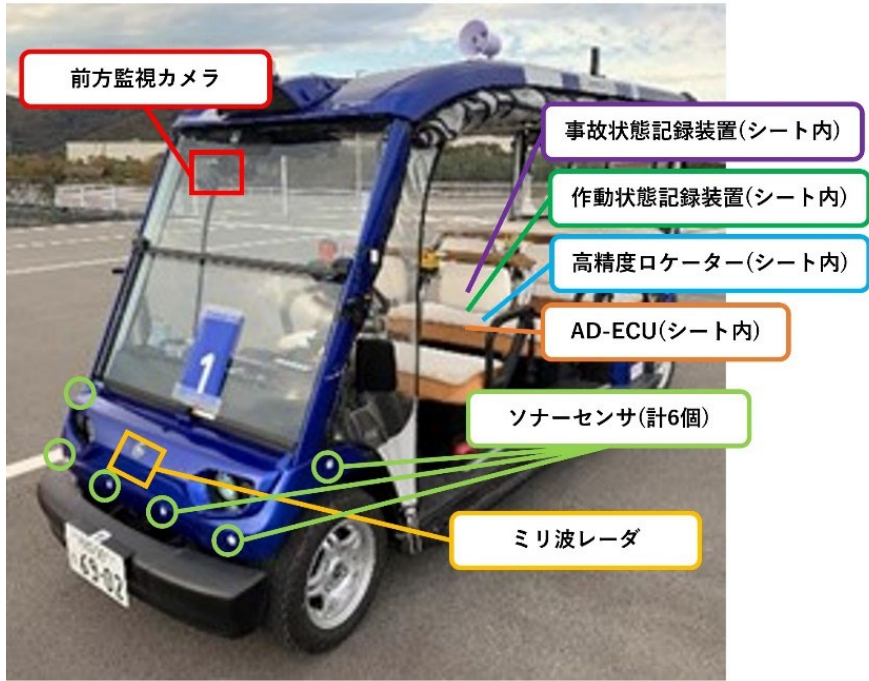 前方監視カメラ
事故状態記録装置(シート内)
作動状態記録装置(シート内)
高精度ロケーター(シート内)
AD-ECU(シート内)
1
ソナーセンサ(計6個)
ミリ波レーダ
69-02